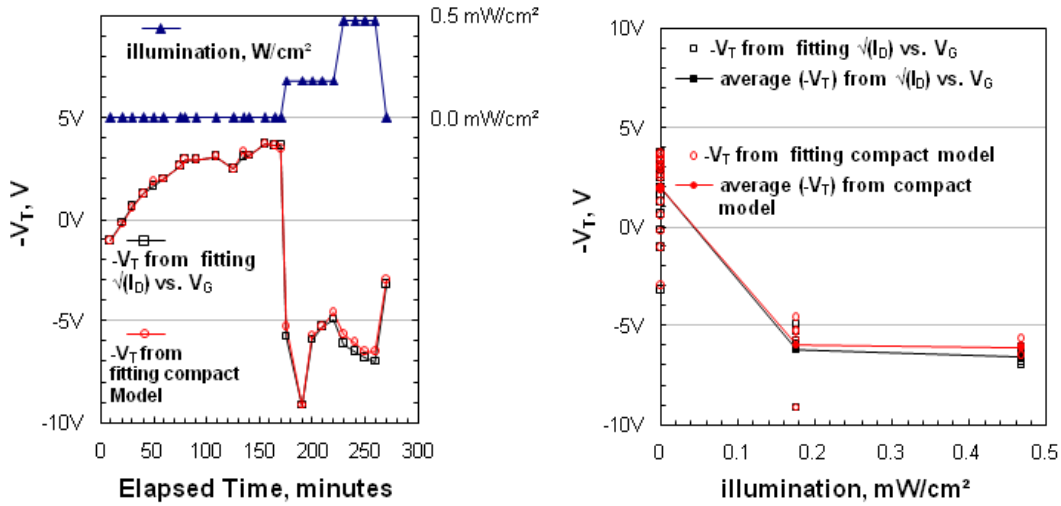 0.5 mW/cm²
illumination, W/cm²
0.0 mW/cm²
5V
0V
-5V
-10V
-V_T, V
-V_T from fitting
√(I_D) vs. V_G
-V_T from
fitting compact
Model
0 50 100 150 200 250 300
Elapsed Time, minutes
10V
5V
0V
-5V
-10V
-V_T, V
-V_T from fitting √(I_D) vs. V_G
average (-V_T) from √(I_D) vs. V_G
-V_T from fitting compact model
average (-V_T) from compact
model
0 0.1 0.2 0.3 0.4 0.5
illumination, mW/cm²